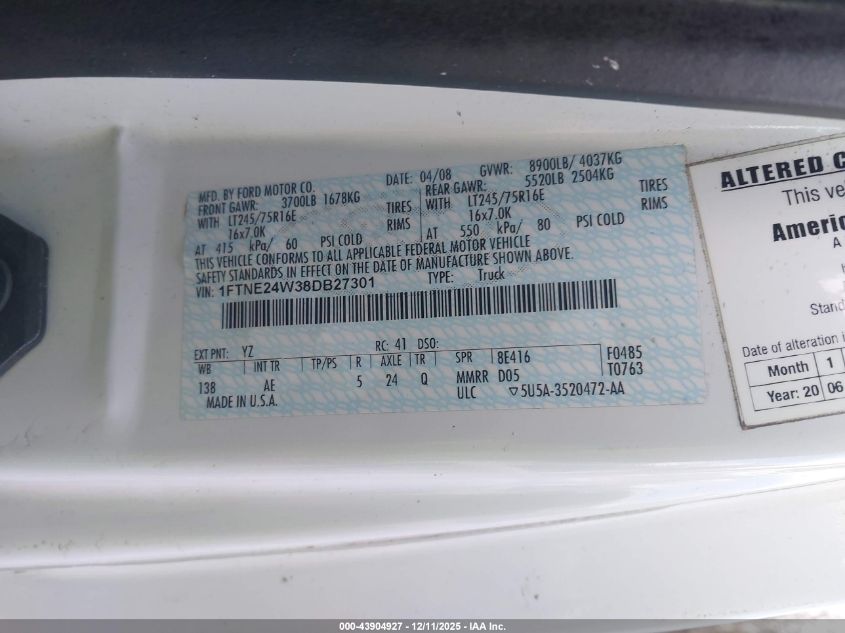 MFD. BY FORD MOTOR CO. DATE: 04/08 GVWR: 8900LB/ 4037KG
FRONT GAWR: 3700LB 1678KG REAR GAWR: 5520LB 2504KG
WITH LT245/75R16E TIRES WITH LT245/75R16E TIRES
16x7.0K RIMS 16x7.0K RIMS
AT 415 kPa/ 60 PSI COLD AT 550 kPa/ 80 PSI COLD
THIS VEHICLE CONFORMS TO ALL APPLICABLE FEDERAL MOTOR VEHICLE
SAFETY STANDARDS IN EFFECT ON THE DATE OF MANUFACTURE SHOWN ABOVE.
VIN: 1FTNE24W38DB27301 TYPE: Truck
EXT PNT: YZ RC: 41 DSO:
WB INT TR TP/PS R AXLE TR SPR 8E416 F0485
138 AE 5 24 Q MMRR D05 T0763
MADE IN U.S.A. ULC ▽5U5A-3520472-AA
ALTERED
This
Americ
A
Stand
Date of alteration i
Month 1
Year: 20 06
000-43904927 - 12/11/2025 - IAA Inc.